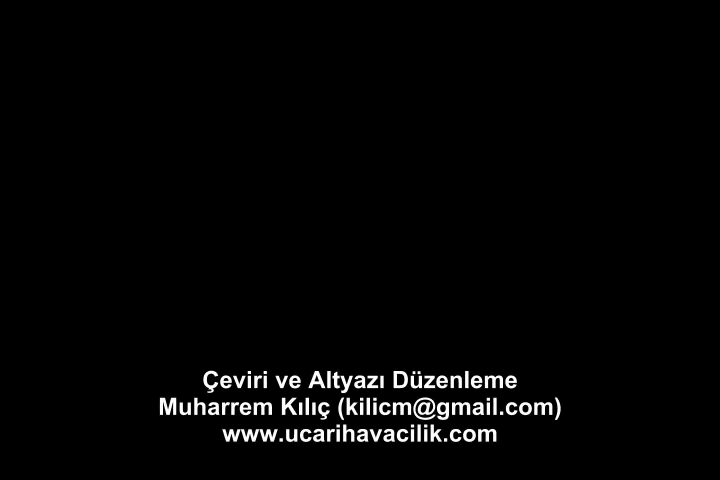 Çeviri ve Altyazı Düzenleme
Muharrem Kılıç (kilicm@gmail.com)
www.ucarihavacilik.com